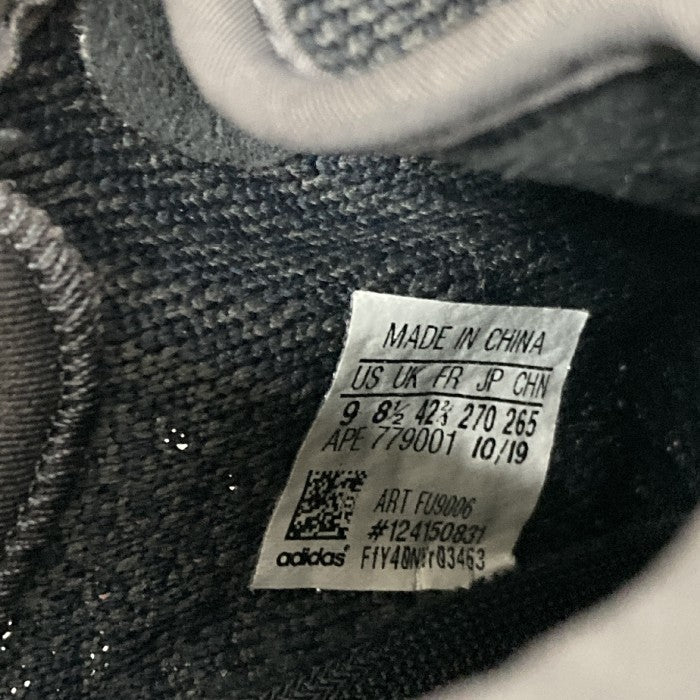 MADE IN CHINA
US UK FR JP CHN
9 8½ 42⅔ 270 265
APE 779001 10/19
ART FU9006
#124150831
adidas